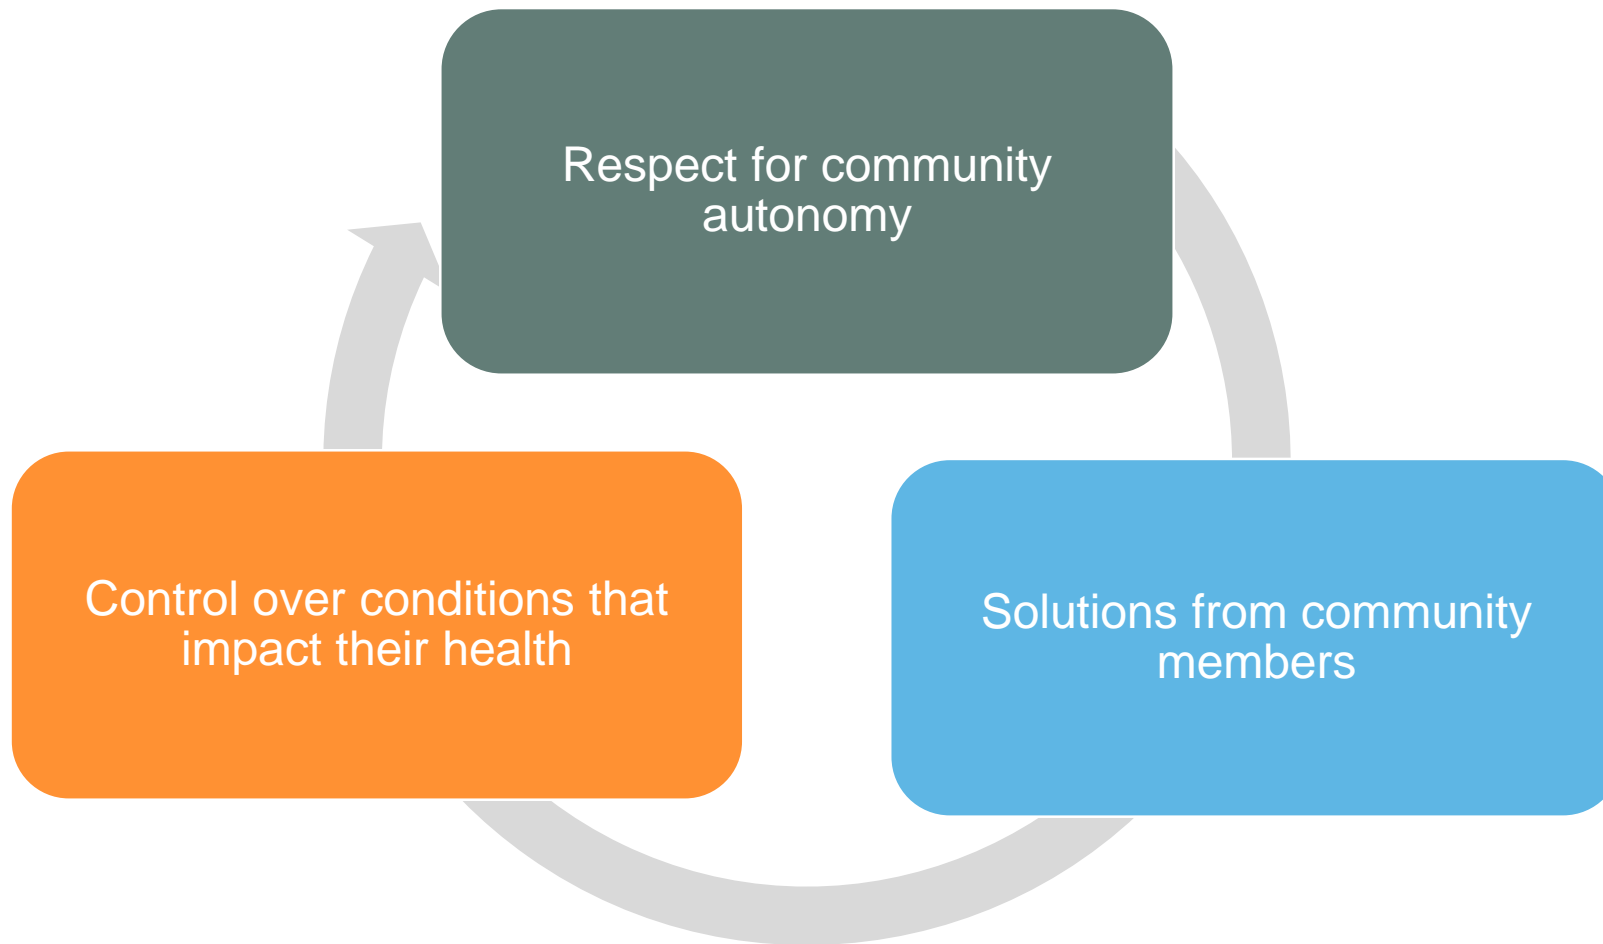 Respect for community
autonomy
Control over conditions that
impact their health
Solutions from community
members